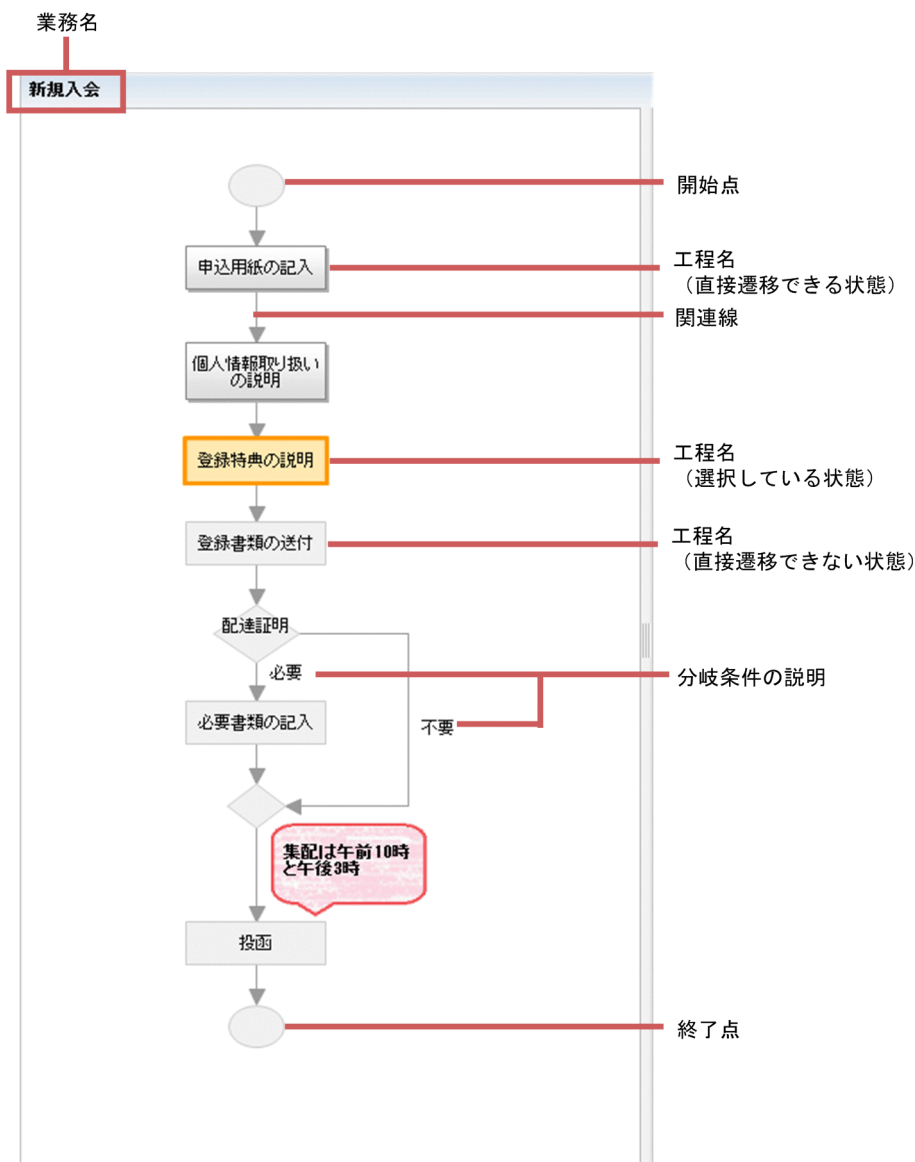 業務名
新規入会
開始点
申込用紙の記入
工程名
（直接遷移できる状態）
関連線
個人情報取り扱い
の説明
登録特典の説明
工程名
（選択している状態）
登録書類の送付
工程名
（直接遷移できない状態）
配達証明
必要
分岐条件の説明
必要書類の記入
不要
集配は午前10時
と午後3時
投函
終了点